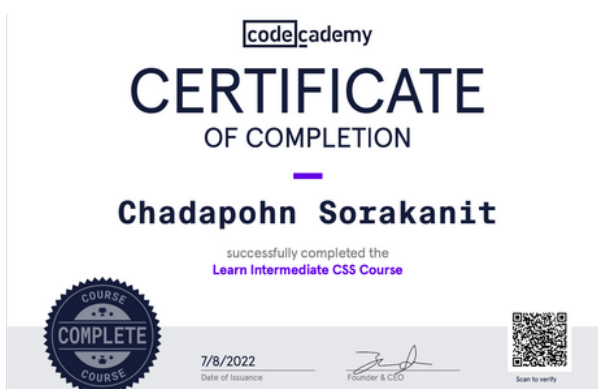 codecademy
CERTIFICATE
OF COMPLETION
Chadapohn Sorakanit
successfully completed the
Learn Intermediate CSS Course
COURSE
COMPLETE
COURSE
7/8/2022
Date of Issuance
Founder & CEO
Scan to verify